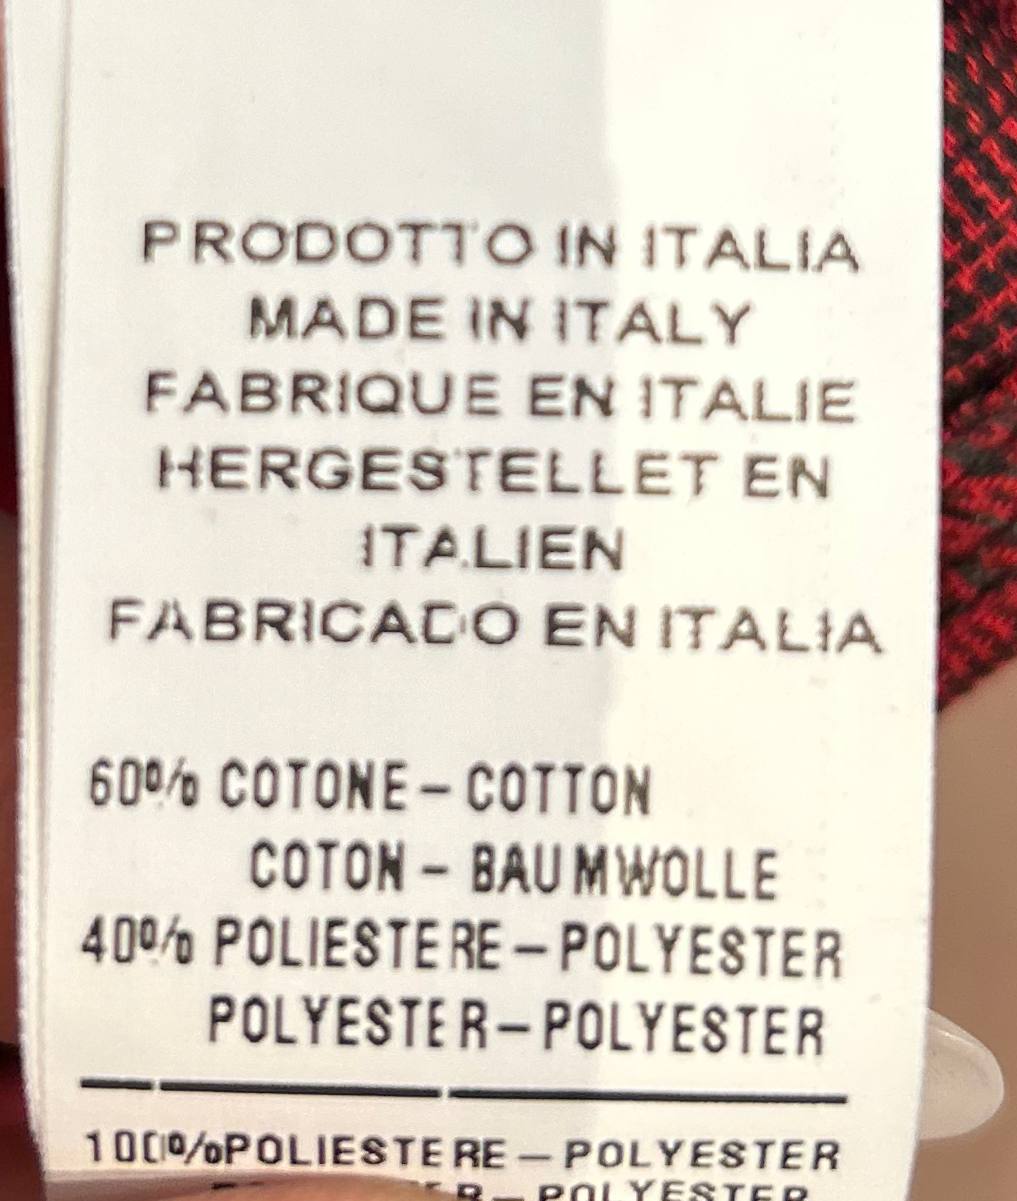 PRODOTTO IN ITALIA
MADE IN ITALY
FABRIQUE EN ITALIE
HERGESTELLET EN
ITALIEN
FABRICADO EN ITALIA
60% COTONE – COTTON
COTON – BAUMWOLLE
40% POLIESTERE – POLYESTER
POLYESTER – POLYESTER
100%POLIESTERE – POLYESTER
– POLYESTER